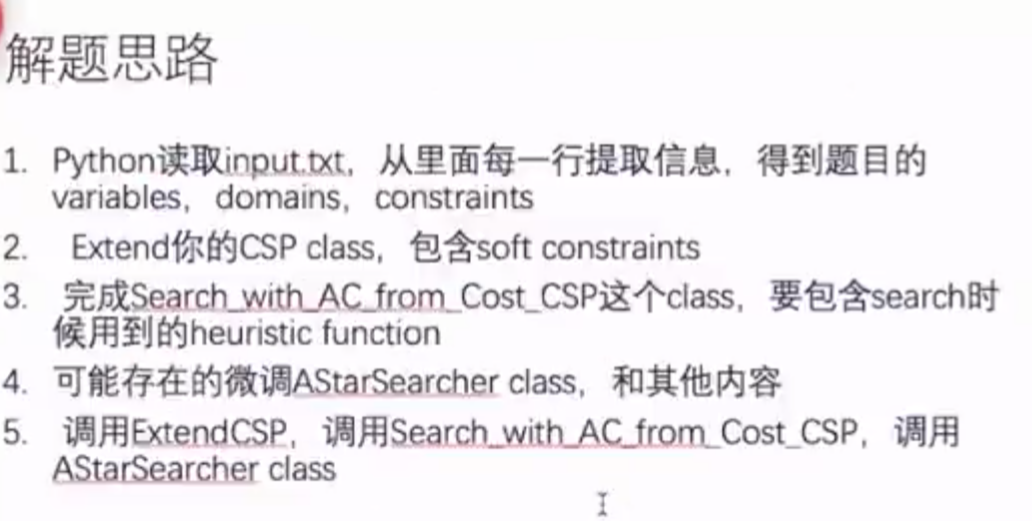 解题思路
1. Python读取input.txt，从里面每一行提取信息，得到题目的
variables，domains，constraints
2. Extend你的CSP class，包含soft constraints
3. 完成Search_with_AC_from_Cost_CSP这个class，要包含search时
候用到的heuristic function
4. 可能存在的微调AStarSearcher class，和其他内容
5. 调用ExtendCSP，调用Search_with_AC_from_Cost_CSP，调用
AStarSearcher class